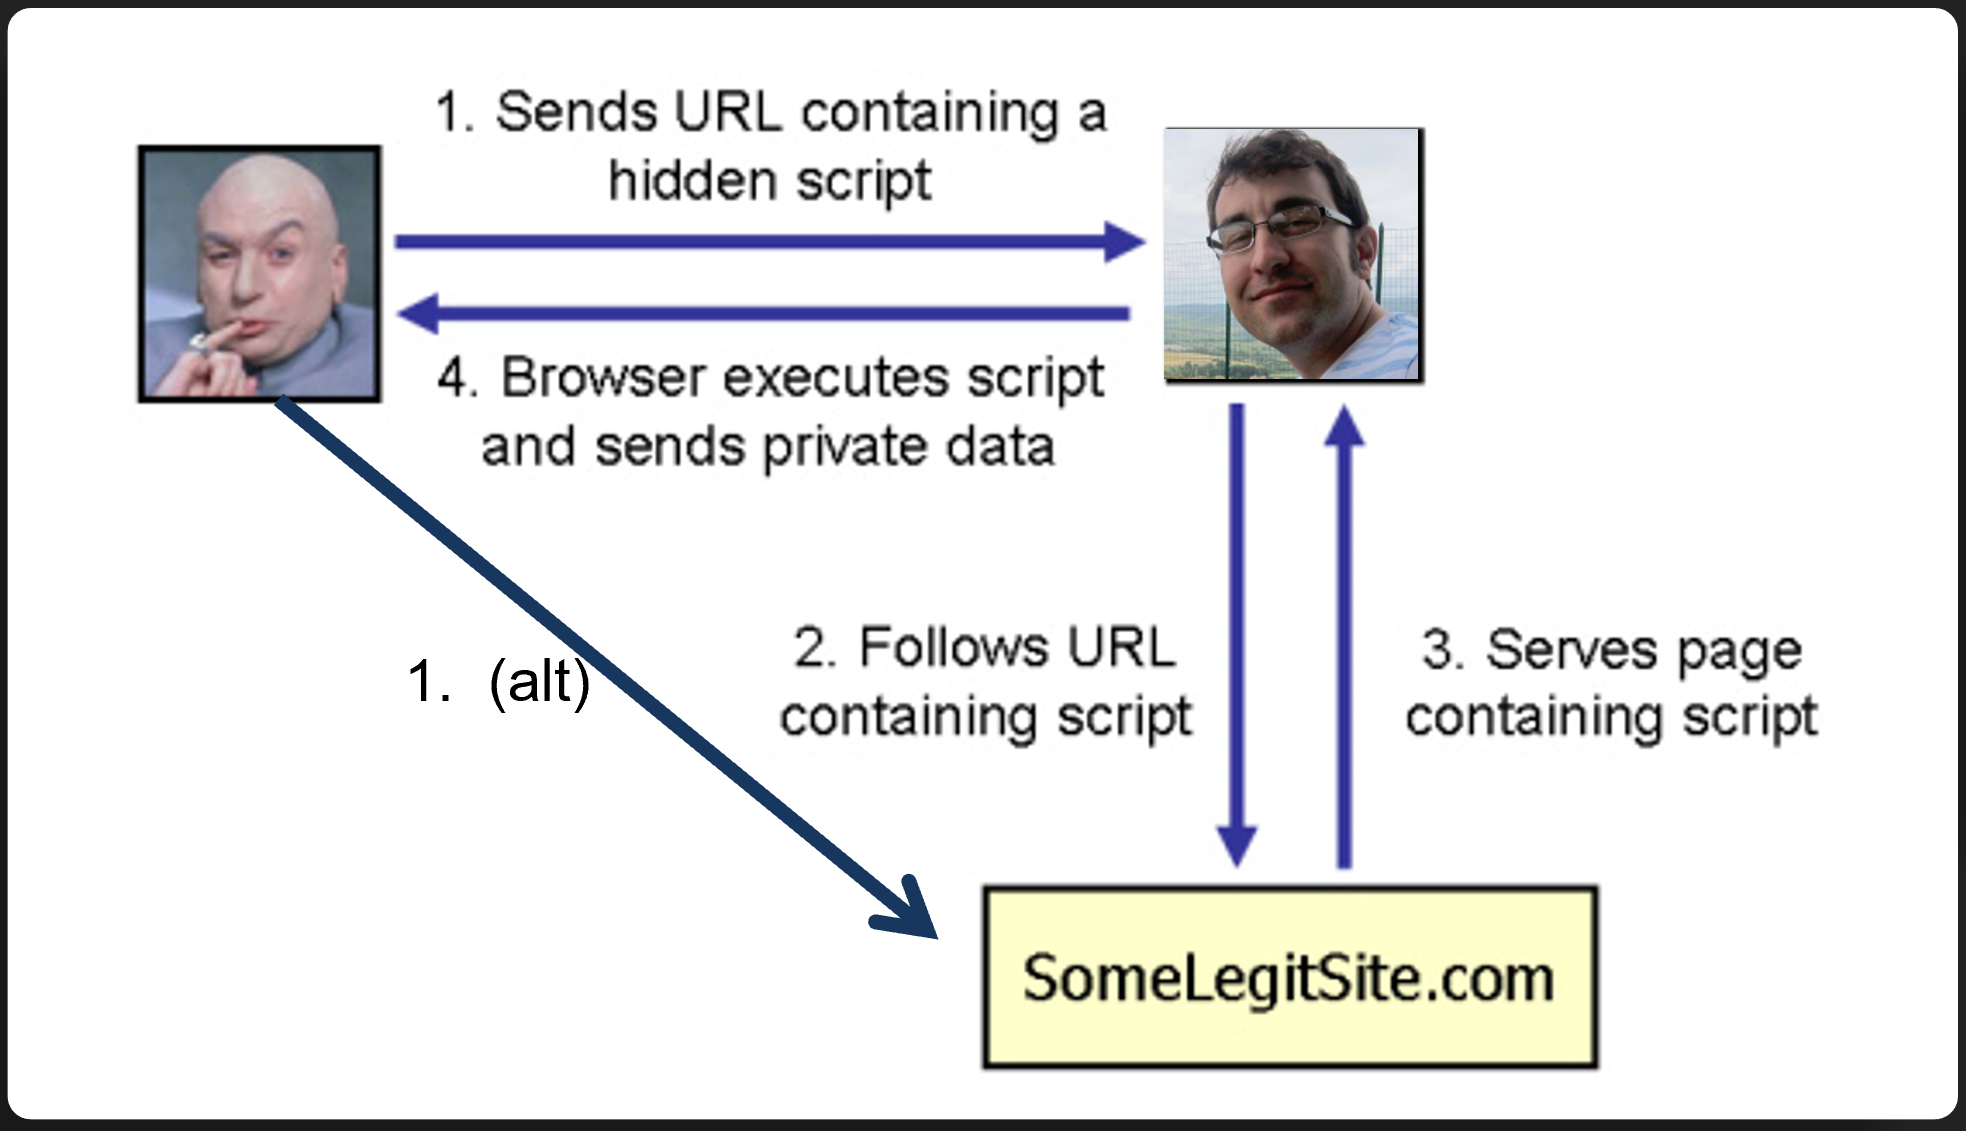 1. Sends URL containing a
hidden script
4. Browser executes script
and sends private data
1. (alt)
2. Follows URL
containing script
3. Serves page
containing script
SomeLegitSite.com